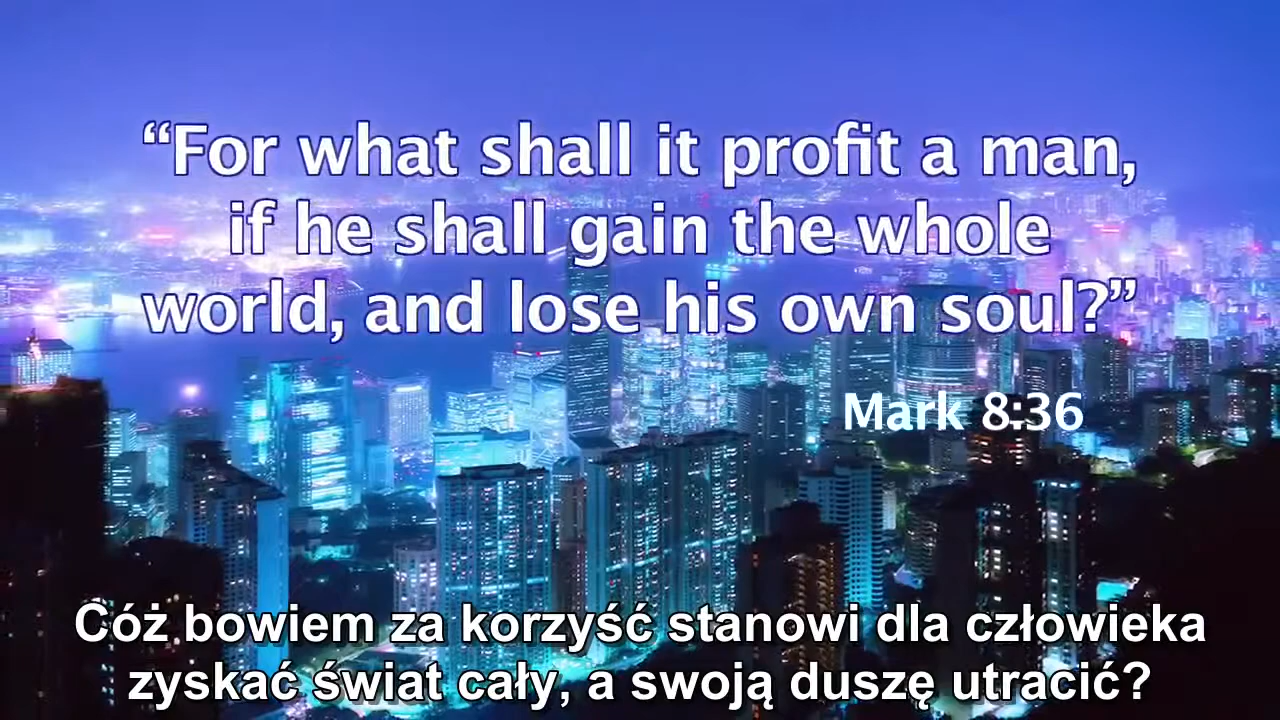 “For what shall it profit a man,
if he shall gain the whole
world, and lose his own soul?”
Mark 8:36
Cóż bowiem za korzyść stanowi dla człowieka
zyskać świat cały, a swoją duszę utracić?